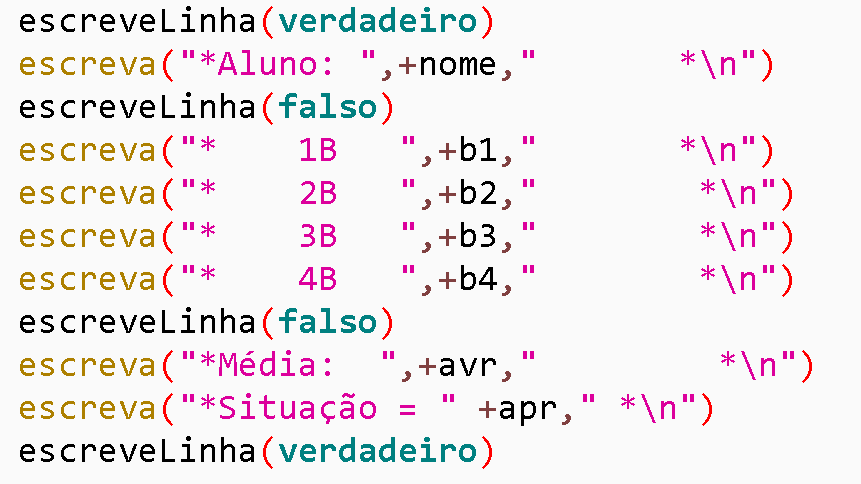 escreveLinha(verdadeiro)
escreva("*Aluno: ",+nome,"       *\n")
escreveLinha(falso)
escreva("*    1B   ",+b1,"       *\n")
escreva("*    2B   ",+b2,"        *\n")
escreva("*    3B   ",+b3,"        *\n")
escreva("*    4B   ",+b4,"        *\n")
escreveLinha(falso)
escreva("*Média:  ",+avr,"         *\n")
escreva("*Situação = " +apr," *\n")
escreveLinha(verdadeiro)